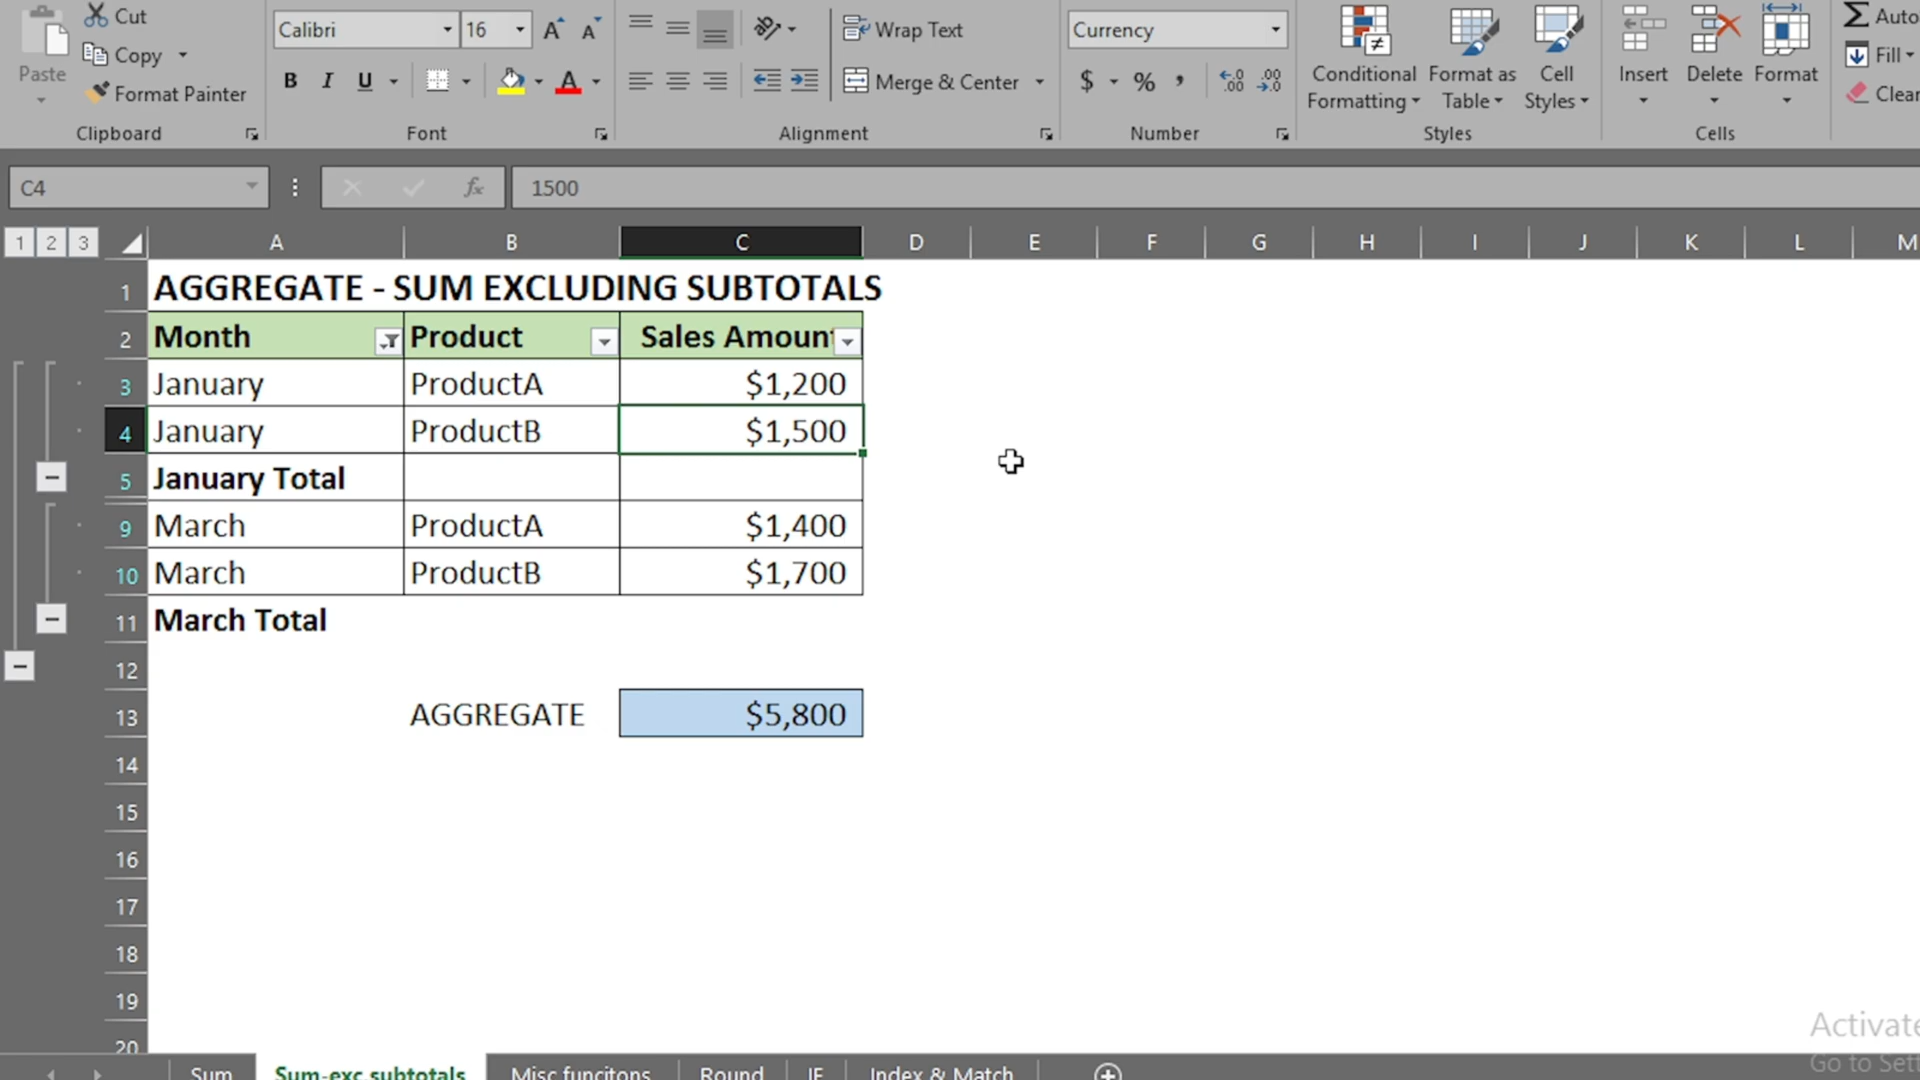 Cut
Calibri 16
Wrap Text
Currency
Auto
Copy
Paste
Format Painter
B I U
A
Merge & Center
$ % ,
Conditional Formatting
Format as Table
Cell Styles
Insert
Delete
Format
Fill
Clear
Clipboard
Font
Alignment
Number
Styles
Cells
C4
fx
1500
1 2 3
A B C D E F G H I J K L M
1 AGGREGATE - SUM EXCLUDING SUBTOTALS
2 Month Product Sales Amount
3 January ProductA $1,200
4 January ProductB $1,500
5 January Total
9 March ProductA $1,400
10 March ProductB $1,700
11 March Total
12
13 AGGREGATE $5,800
14
15
16
17
18
19
20
Activate
Go to Sett
Sum Sum-exc subtotals Misc funcitons Round IF Index & Match